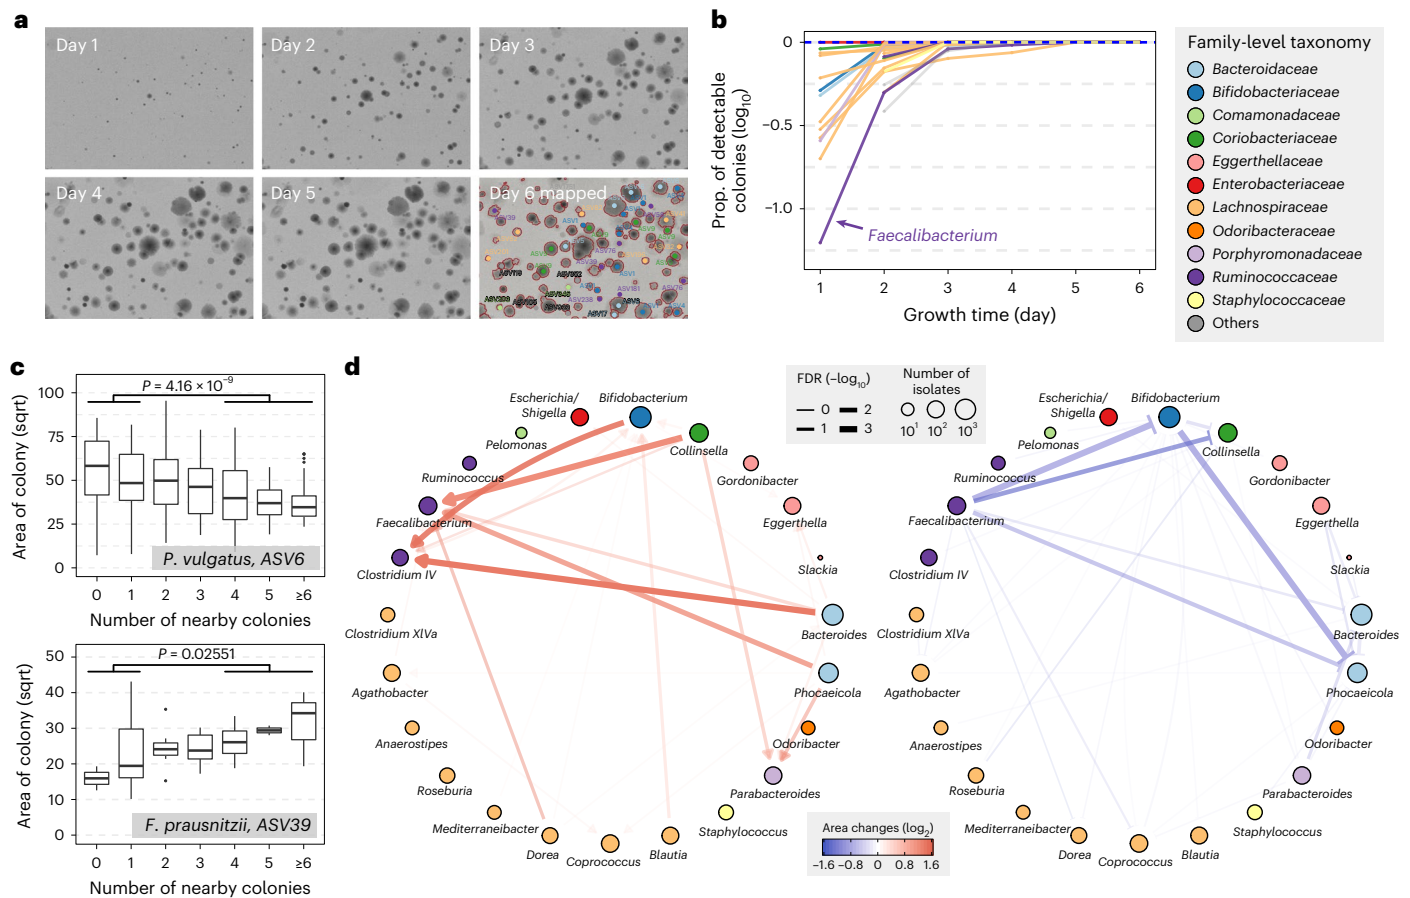 a
Day 1
Day 2
Day 3
Day 4
Day 5
Day 6 mapped
b
Prop. of detectable
colonies (log10)
0
−0.5
−1.0
Faecalibacterium
1
2
3
4
5
6
Growth time (day)
Family-level taxonomy
Bacteroidaceae
Bifidobacteriaceae
Comamonadaceae
Coriobacteriaceae
Eggerthellaceae
Enterobacteriaceae
Lachnospiraceae
Odoribacteraceae
Porphyromonadaceae
Ruminococcaceae
Staphylococcaceae
Others
c
Area of colony (sqrt)
100
75
50
25
0
P = 4.16 × 10−9
P. vulgatus, ASV6
0 1 2 3 4 5 ≥6
Number of nearby colonies
Area of colony (sqrt)
50
40
30
20
10
0
P = 0.02551
F. prausnitzii, ASV39
0 1 2 3 4 5 ≥6
Number of nearby colonies
d
FDR (−log10)
0 2
1 3
Number of
isolates
10¹ 10² 10³
Escherichia/
Shigella
Bifidobacterium
Pelomonas
Collinsella
Ruminococcus
Gordonibacter
Faecalibacterium
Eggerthella
Clostridium IV
Slackia
Clostridium XIVa
Bacteroides
Agathobacter
Phocaeicola
Anaerostipes
Odoribacter
Roseburia
Parabacteroides
Mediterraneibacter
Staphylococcus
Dorea
Coprococcus
Blautia
Area changes (log2)
−1.6 −0.8 0 0.8 1.6
Escherichia/
Shigella
Bifidobacterium
Pelomonas
Collinsella
Ruminococcus
Gordonibacter
Faecalibacterium
Eggerthella
Clostridium IV
Slackia
Clostridium XIVa
Bacteroides
Agathobacter
Phocaeicola
Anaerostipes
Odoribacter
Roseburia
Parabacteroides
Mediterraneibacter
Staphylococcus
Dorea
Coprococcus
Blautia